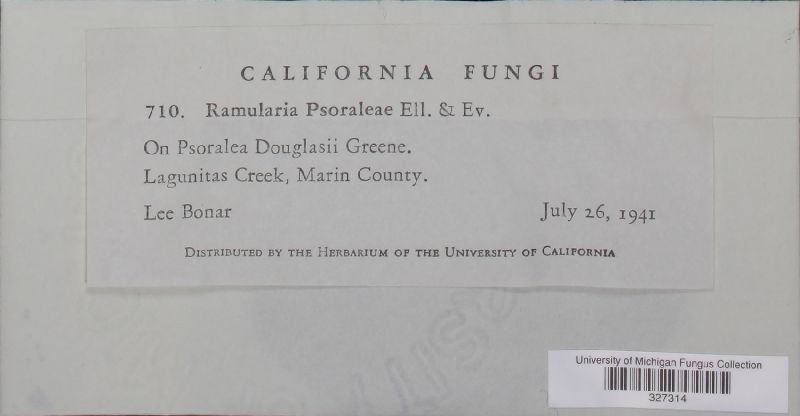 CALIFORNIA FUNGI
710. Ramularia Psoraleae Ell. & Ev.
On Psoralea Douglasii Greene.
Lagunitas Creek, Marin County.
Lee Bonar July 26, 1941
Distributed by the Herbarium of the University of California
University of Michigan Fungus Collection
327314